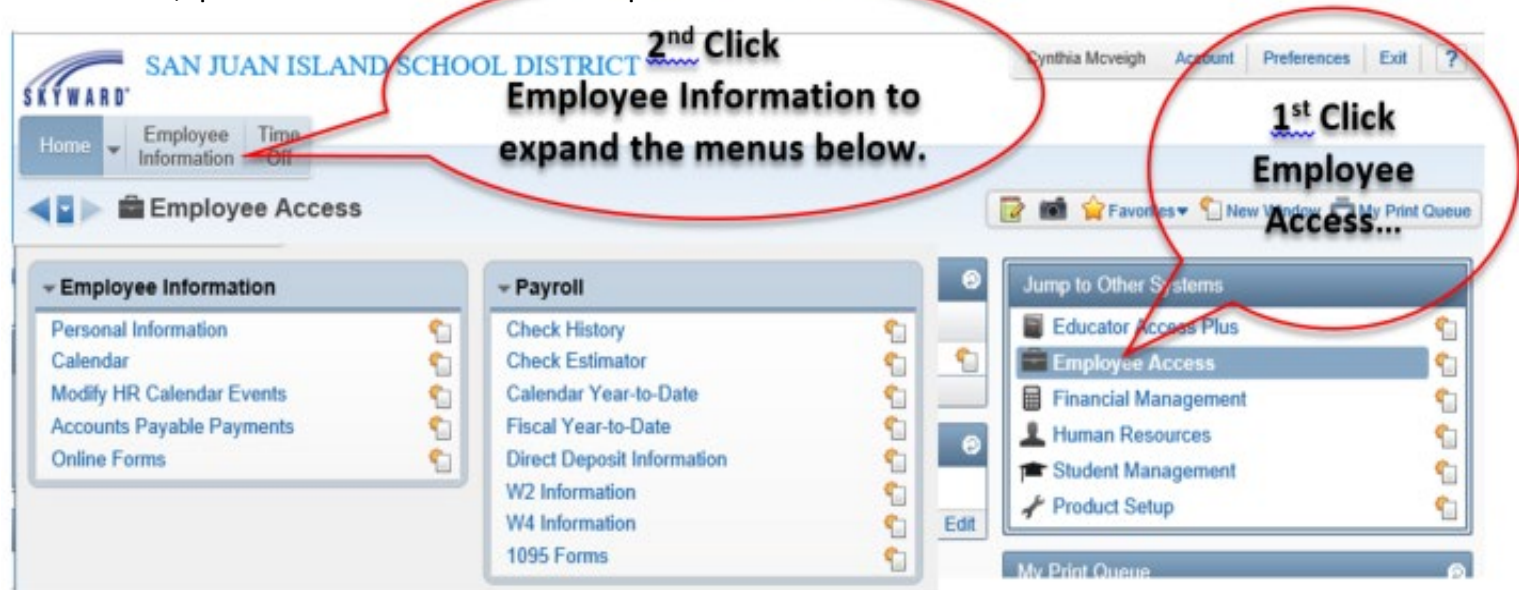 2nd Click
Employee Information to
expand the menus below.
1st Click
Employee
Access...
SKYWARD
SAN JUAN ISLAND SCHOOL DISTRICT
Cynthia Mcveigh Account Preferences Exit ?
Home Employee Information Time Off
Employee Access
Favorites New Window My Print Queue
Employee Information
Personal Information
Calendar
Modify HR Calendar Events
Accounts Payable Payments
Online Forms
Payroll
Check History
Check Estimator
Calendar Year-to-Date
Fiscal Year-to-Date
Direct Deposit Information
W2 Information
W4 Information
1095 Forms
Edit
Jump to Other Systems
Educator Access Plus
Employee Access
Financial Management
Human Resources
Student Management
Product Setup
My Print Queue